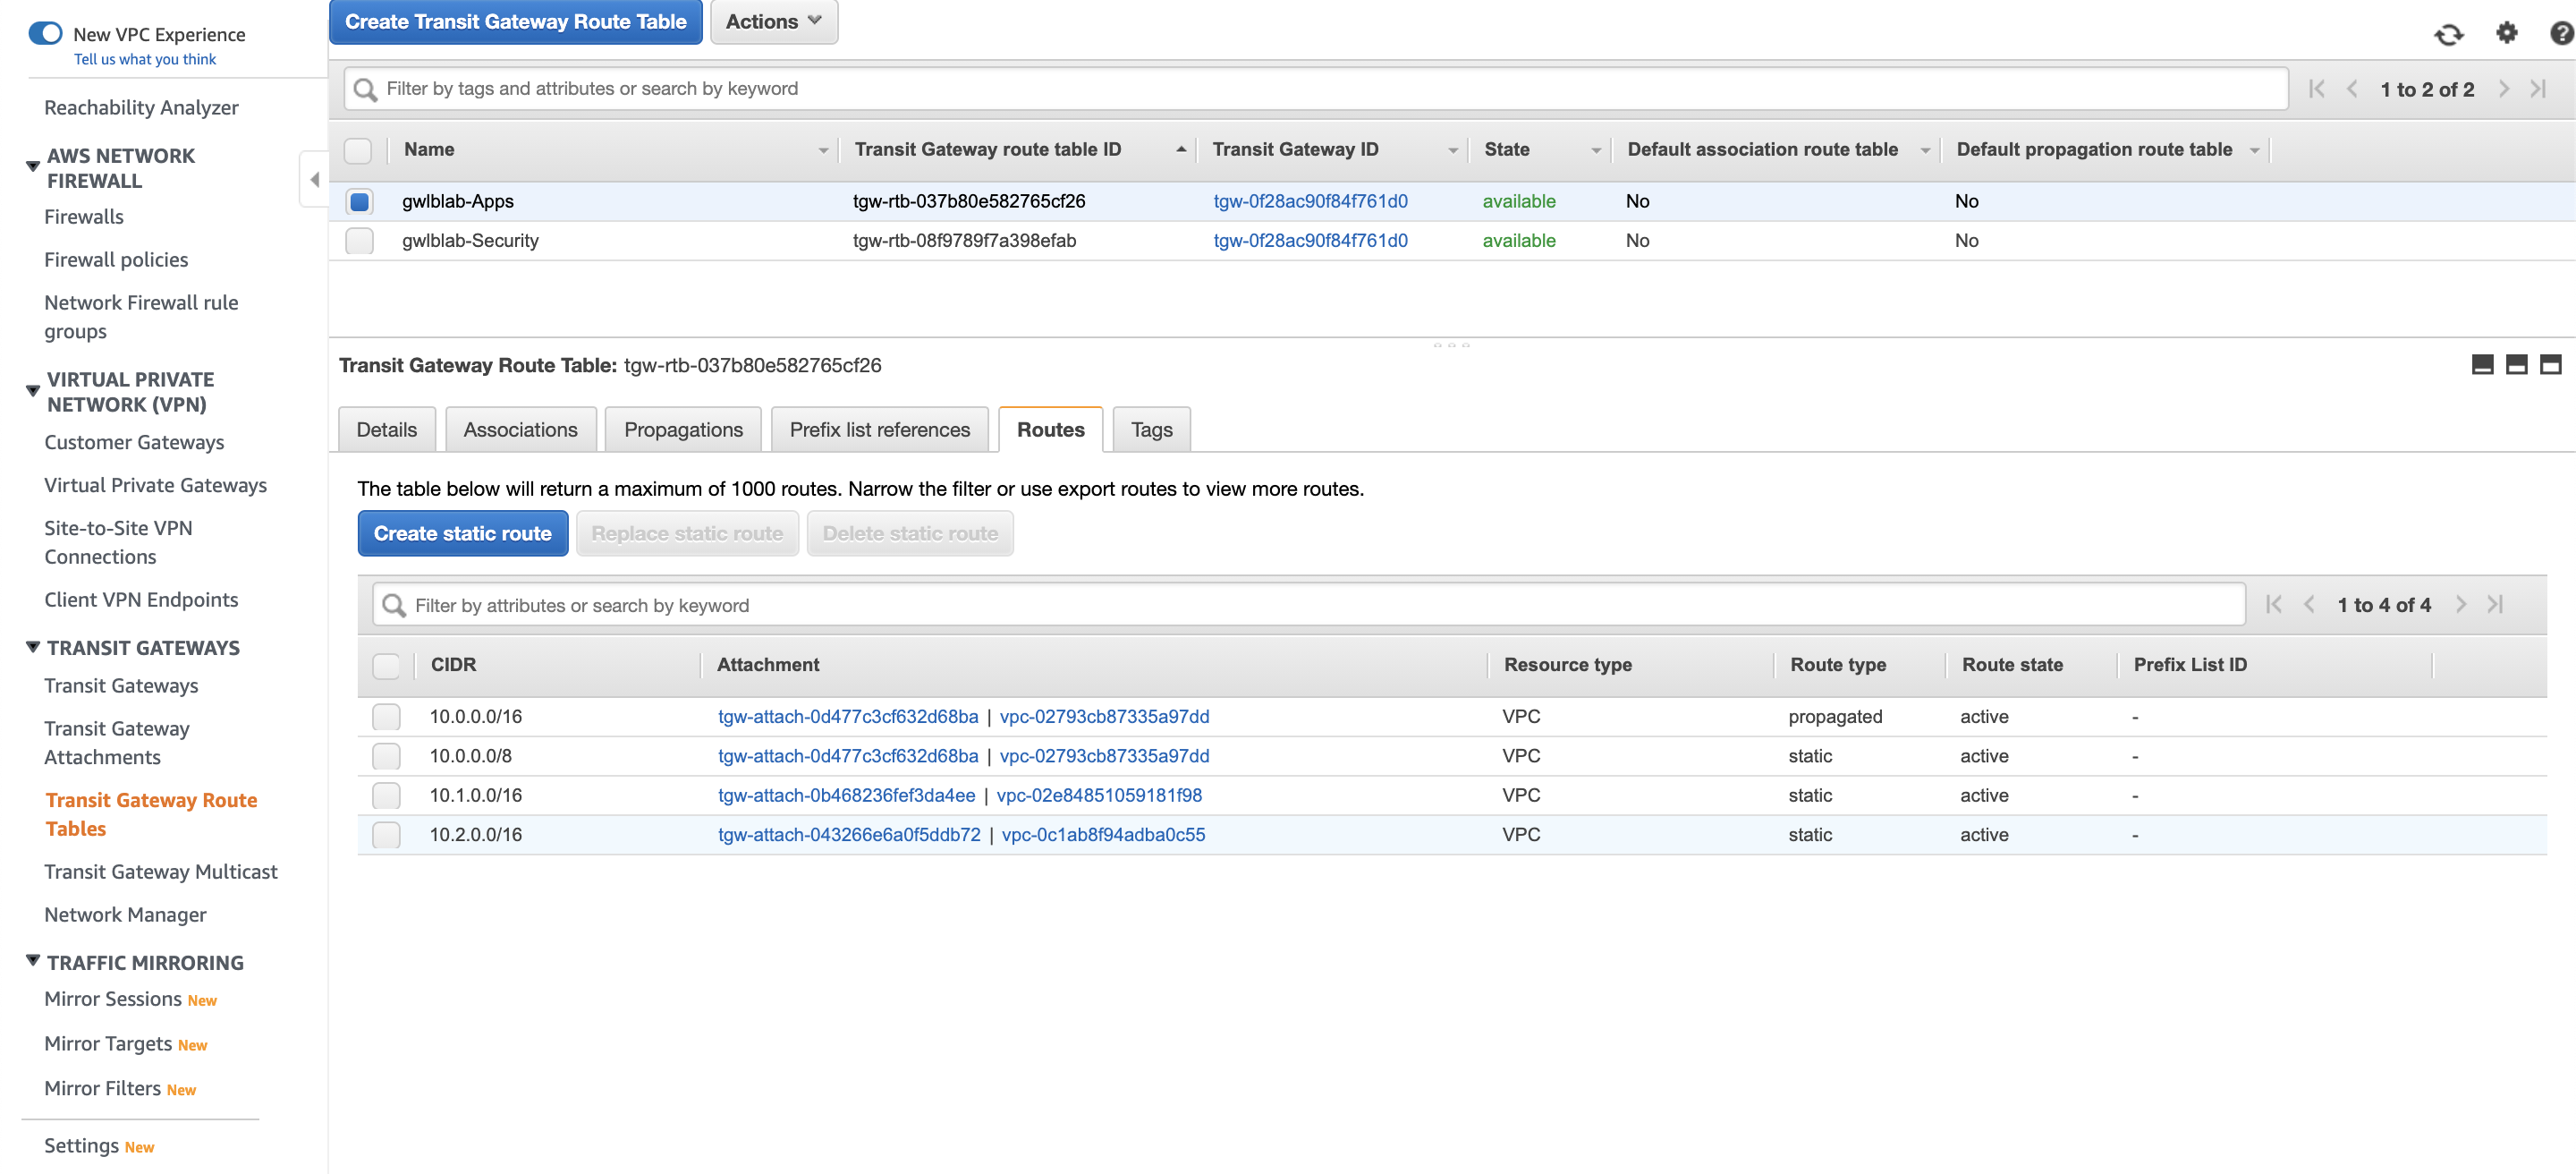 New VPC Experience
Tell us what you think
Reachability Analyzer
AWS NETWORK
FIREWALL
Firewalls
Firewall policies
Network Firewall rule
groups
VIRTUAL PRIVATE
NETWORK (VPN)
Customer Gateways
Virtual Private Gateways
Site-to-Site VPN
Connections
Client VPN Endpoints
TRANSIT GATEWAYS
Transit Gateways
Transit Gateway
Attachments
Transit Gateway Route
Tables
Transit Gateway Multicast
Network Manager
TRAFFIC MIRRORING
Mirror Sessions New
Mirror Targets New
Mirror Filters New
Settings New
Create Transit Gateway Route Table Actions
Filter by tags and attributes or search by keyword 1 to 2 of 2
Name Transit Gateway route table ID Transit Gateway ID State Default association route table Default propagation route table
gwlblab-Apps tgw-rtb-037b80e582765cf26 tgw-0f28ac90f84f761d0 available No No
gwlblab-Security tgw-rtb-08f9789f7a398efab tgw-0f28ac90f84f761d0 available No No
Transit Gateway Route Table: tgw-rtb-037b80e582765cf26
Details Associations Propagations Prefix list references Routes Tags
The table below will return a maximum of 1000 routes. Narrow the filter or use export routes to view more routes.
Create static route Replace static route Delete static route
Filter by attributes or search by keyword 1 to 4 of 4
CIDR Attachment Resource type Route type Route state Prefix List ID
10.0.0.0/16 tgw-attach-0d477c3cf632d68ba | vpc-02793cb87335a97dd VPC propagated active -
10.0.0.0/8 tgw-attach-0d477c3cf632d68ba | vpc-02793cb87335a97dd VPC static active -
10.1.0.0/16 tgw-attach-0b468236fef3da4ee | vpc-02e84851059181f98 VPC static active -
10.2.0.0/16 tgw-attach-043266e6a0f5ddb72 | vpc-0c1ab8f94adba0c55 VPC static active -